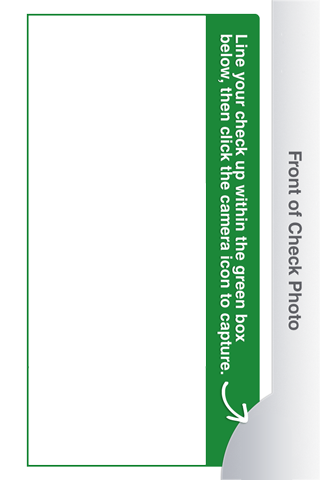 Front of Check Photo
Line your check up within the green box
below, then click the camera icon to capture.